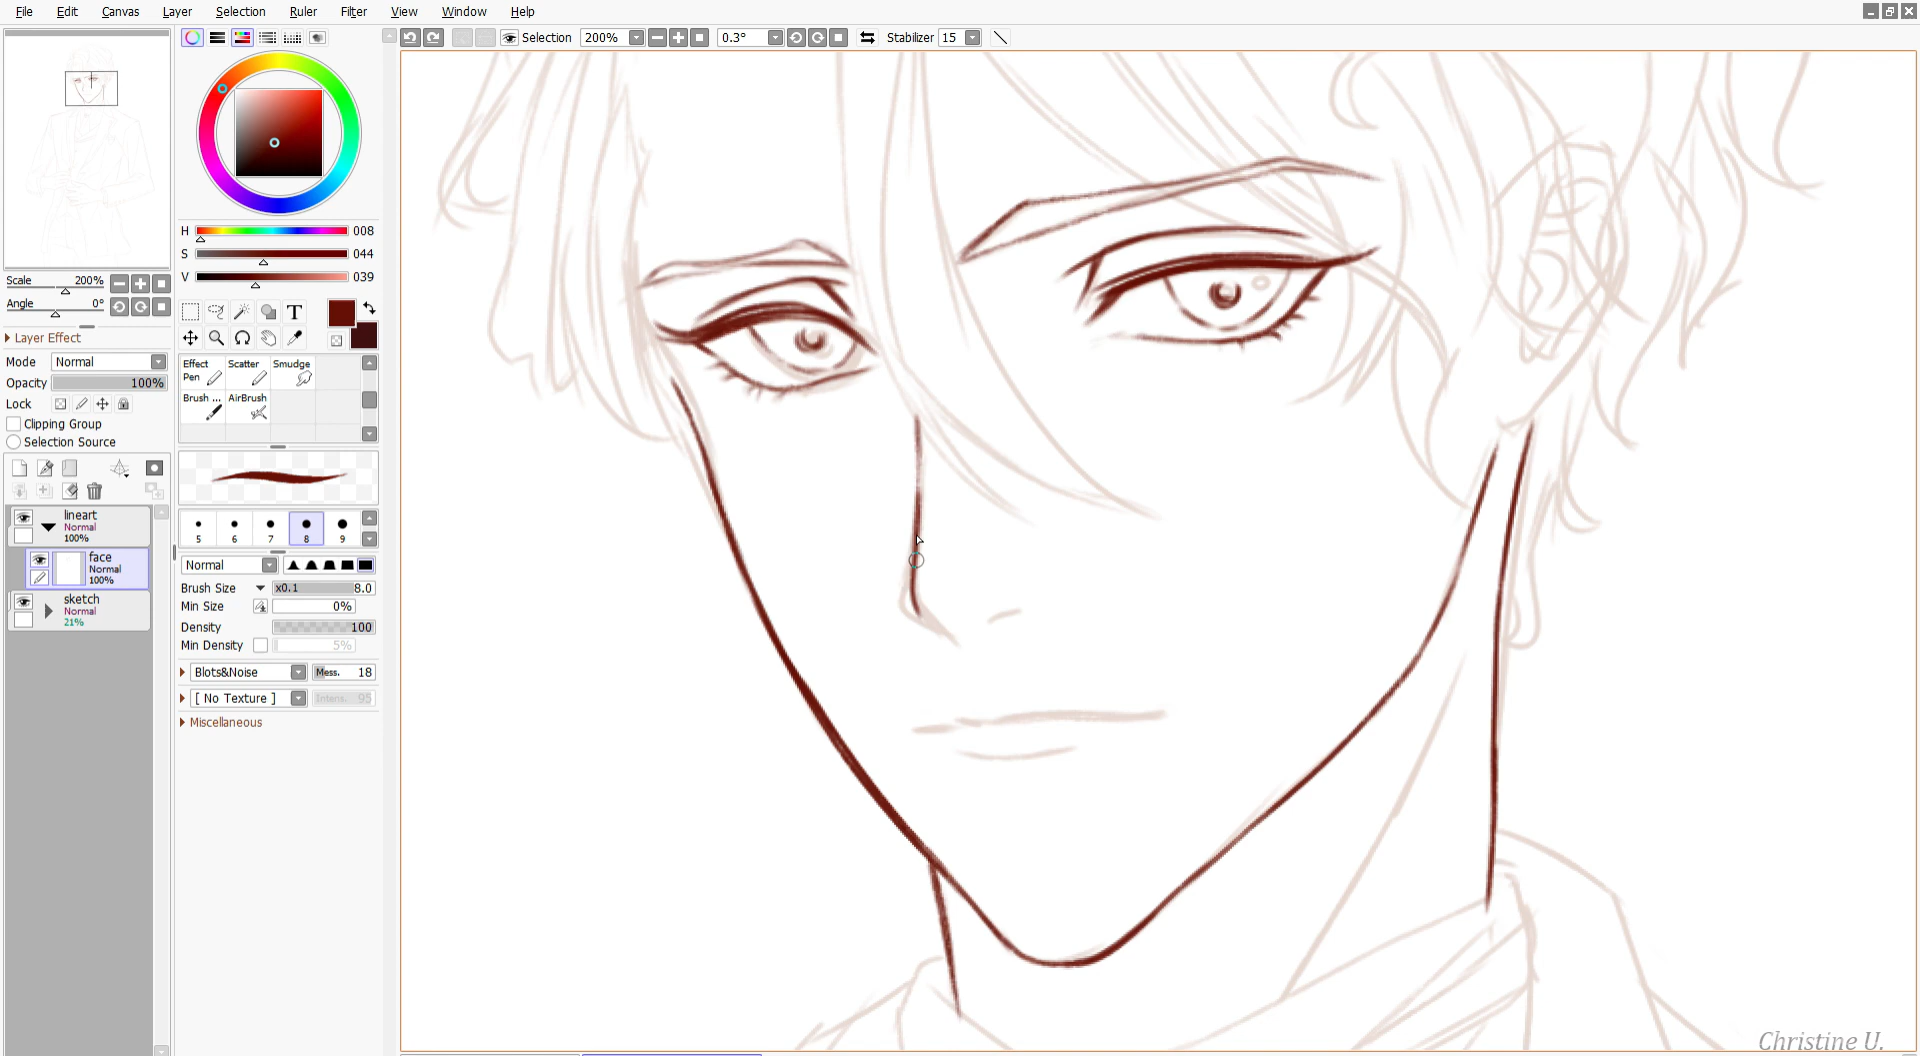 File Edit Canvas Layer Selection Ruler Filter View Window Help
Selection 200% 0.3° Stabilizer 15
H 008
S 044
V 039
Scale 200%
Angle 0°
Layer Effect
Mode Normal
Opacity 100%
Lock
Clipping Group
Selection Source
lineart
Normal
100%
face
Normal
100%
sketch
Normal
21%
T
Effect Scatter Smudge
Pen
Brush ... AirBrush
5 6 7 8 9
Normal
Brush Size x0.1 8.0
Min Size 0%
Density 100
Min Density 5%
Blots&Noise Mess. 18
[ No Texture ] Intens. 95
Miscellaneous
Christine U.